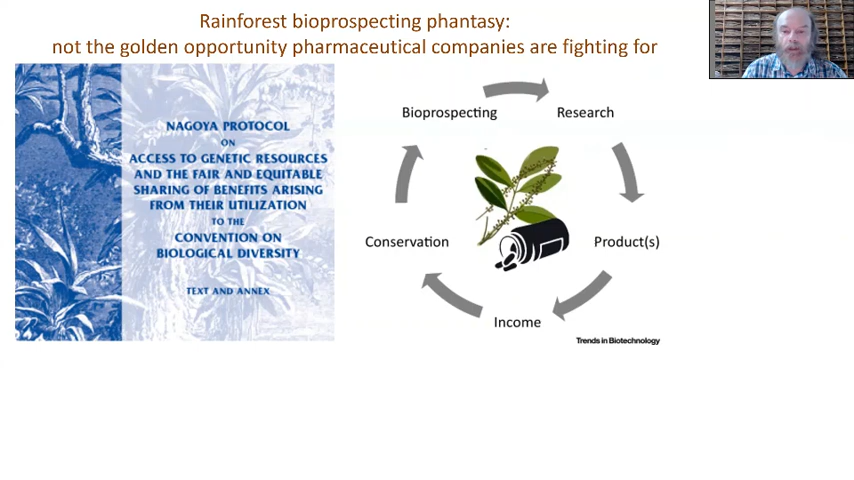 Rainforest bioprospecting phantasy:
not the golden opportunity pharmaceutical companies are fighting for
NAGOYA PROTOCOL
ON
ACCESS TO GENETIC RESOURCES
AND THE FAIR AND EQUITABLE
SHARING OF BENEFITS ARISING
FROM THEIR UTILIZATION
TO THE
CONVENTION ON
BIOLOGICAL DIVERSITY
TEXT AND ANNEX
Bioprospecting
Research
Conservation
Product(s)
Income
Trends in Biotechnology